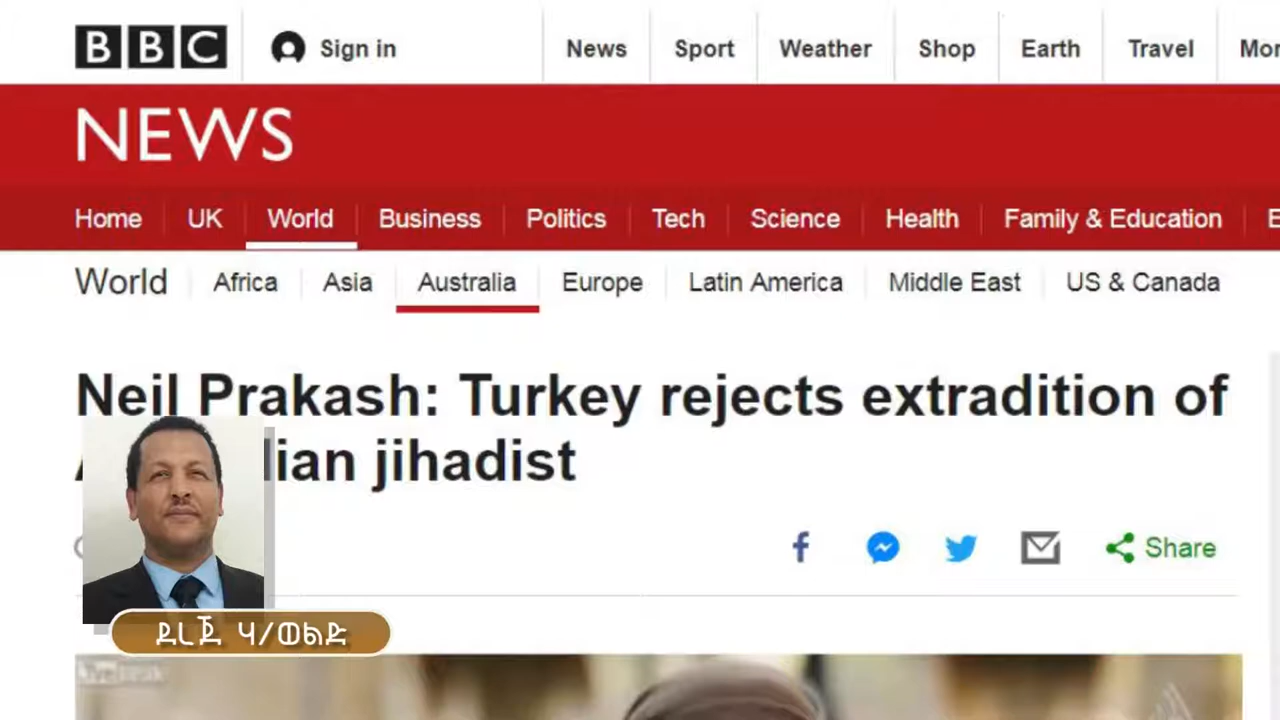 BBC Sign in News Sport Weather Shop Earth Travel
NEWS
Home UK World Business Politics Tech Science Health Family & Education
World Africa Asia Australia Europe Latin America Middle East US & Canada
Neil Prakash: Turkey rejects extradition of
jihadist
Share
ደረጄ ሃ/ወልድ